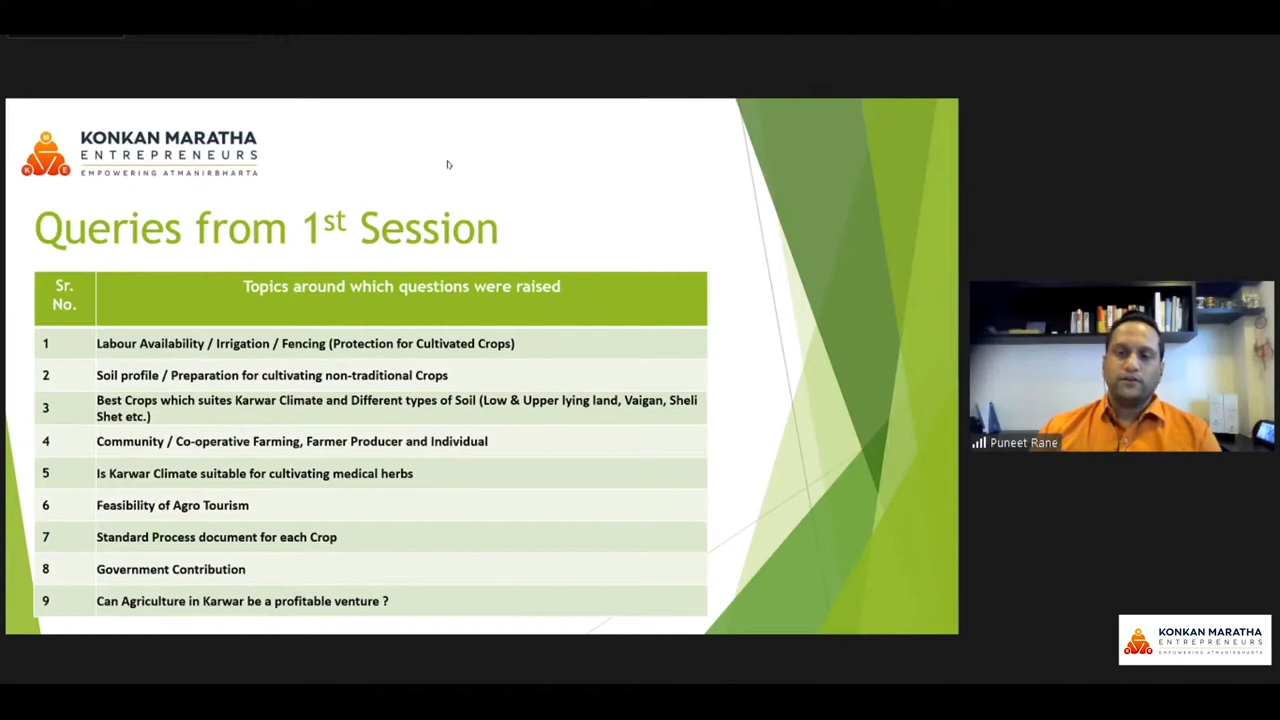 KONKAN MARATHA
ENTREPRENEURS
EMPOWERING ATMANIRBHARTA
M
K E
Queries from 1st Session
Sr. No. Topics around which questions were raised
1 Labour Availability / Irrigation / Fencing (Protection for Cultivated Crops)
2 Soil profile / Preparation for cultivating non-traditional Crops
3 Best Crops which suites Karwar Climate and Different types of Soil (Low & Upper lying land, Vaigan, Sheli
Shet etc.)
4 Community / Co-operative Farming, Farmer Producer and Individual
5 Is Karwar Climate suitable for cultivating medical herbs
6 Feasibility of Agro Tourism
7 Standard Process document for each Crop
8 Government Contribution
9 Can Agriculture in Karwar be a profitable venture ?
Puneet Rane
KONKAN MARATHA
ENTREPRENEURS
EMPOWERING ATMANIRBHARTA